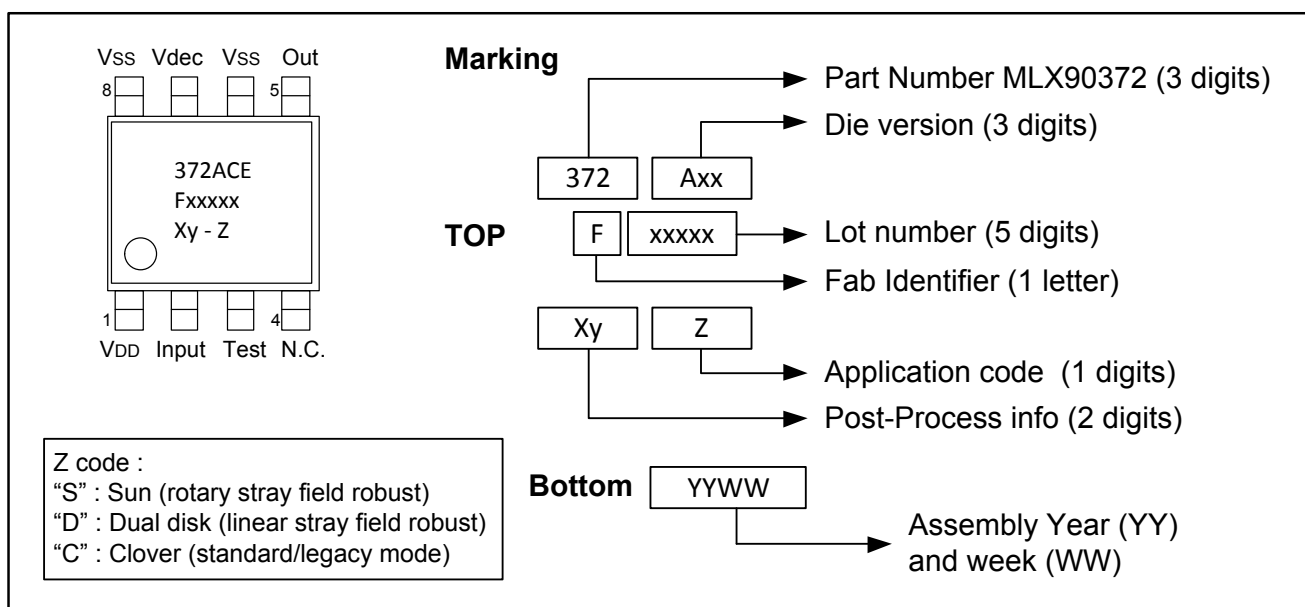 VSS Vdec VSS Out
8 5
372ACE
Fxxxxx
Xy - Z
1 4
VDD Input Test N.C.
Marking
Part Number MLX90372 (3 digits)
Die version (3 digits)
372 Axx
TOP
F xxxxx
Lot number (5 digits)
Fab Identifier (1 letter)
Xy Z
Application code (1 digits)
Post-Process info (2 digits)
Z code :
“S” : Sun (rotary stray field robust)
“D” : Dual disk (linear stray field robust)
“C” : Clover (standard/legacy mode)
Bottom YYWW
Assembly Year (YY)
and week (WW)